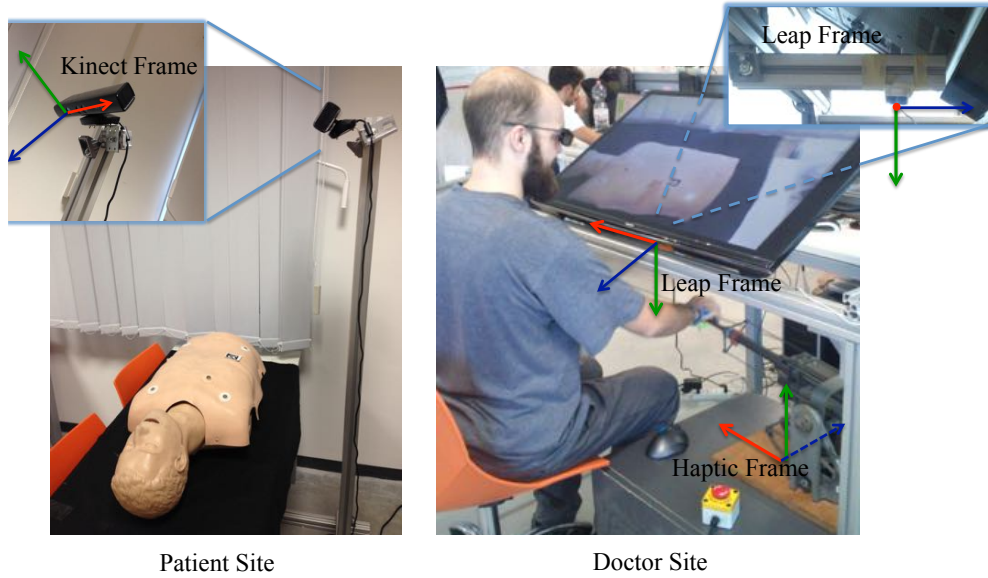 Kinect Frame
Leap Frame
Leap Frame
Haptic Frame
Patient Site
Doctor Site